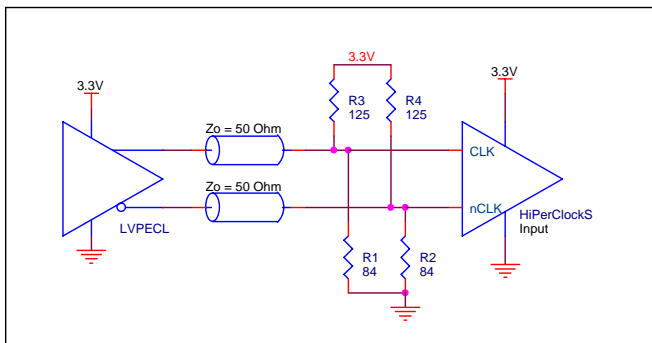 3.3V
3.3V
3.3V
R3
125
R4
125
Zo = 50 Ohm
CLK
Zo = 50 Ohm
nCLK
HiPerClockS
Input
LVPECL
R1
84
R2
84